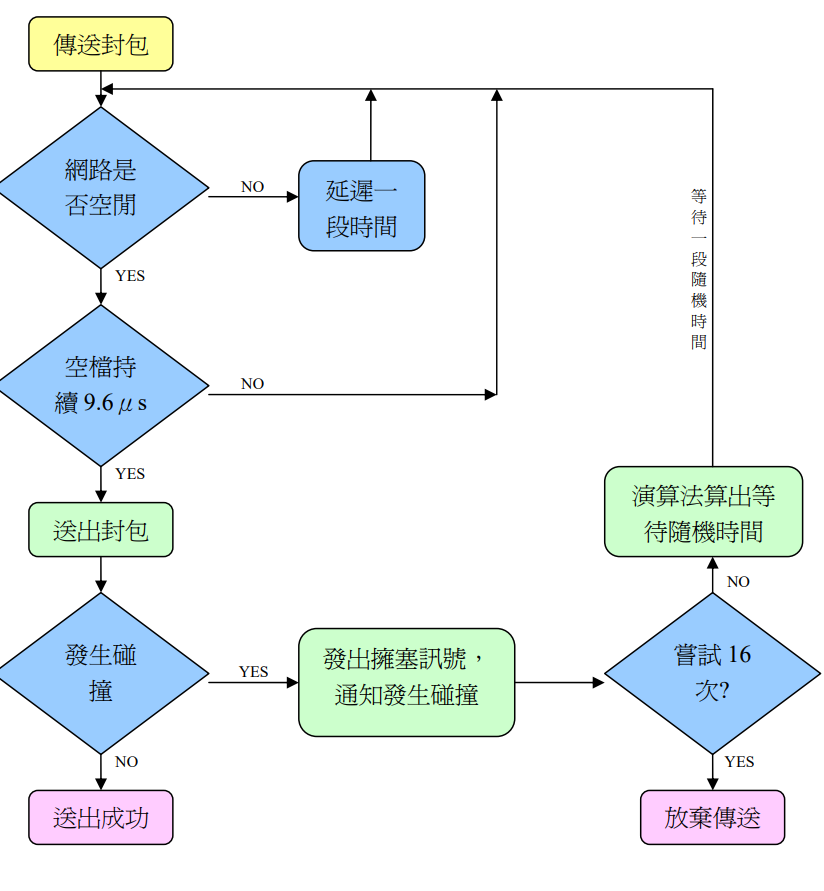 傳送封包
網路是
否空閒
NO
延遲一
段時間
等待一段隨機時間
YES
空檔持
續 9.6 μ s
NO
YES
送出封包
演算法算出等
待隨機時間
NO
發生碰
撞
YES
發出擁塞訊號，
通知發生碰撞
嘗試 16
次?
NO
YES
送出成功
放棄傳送